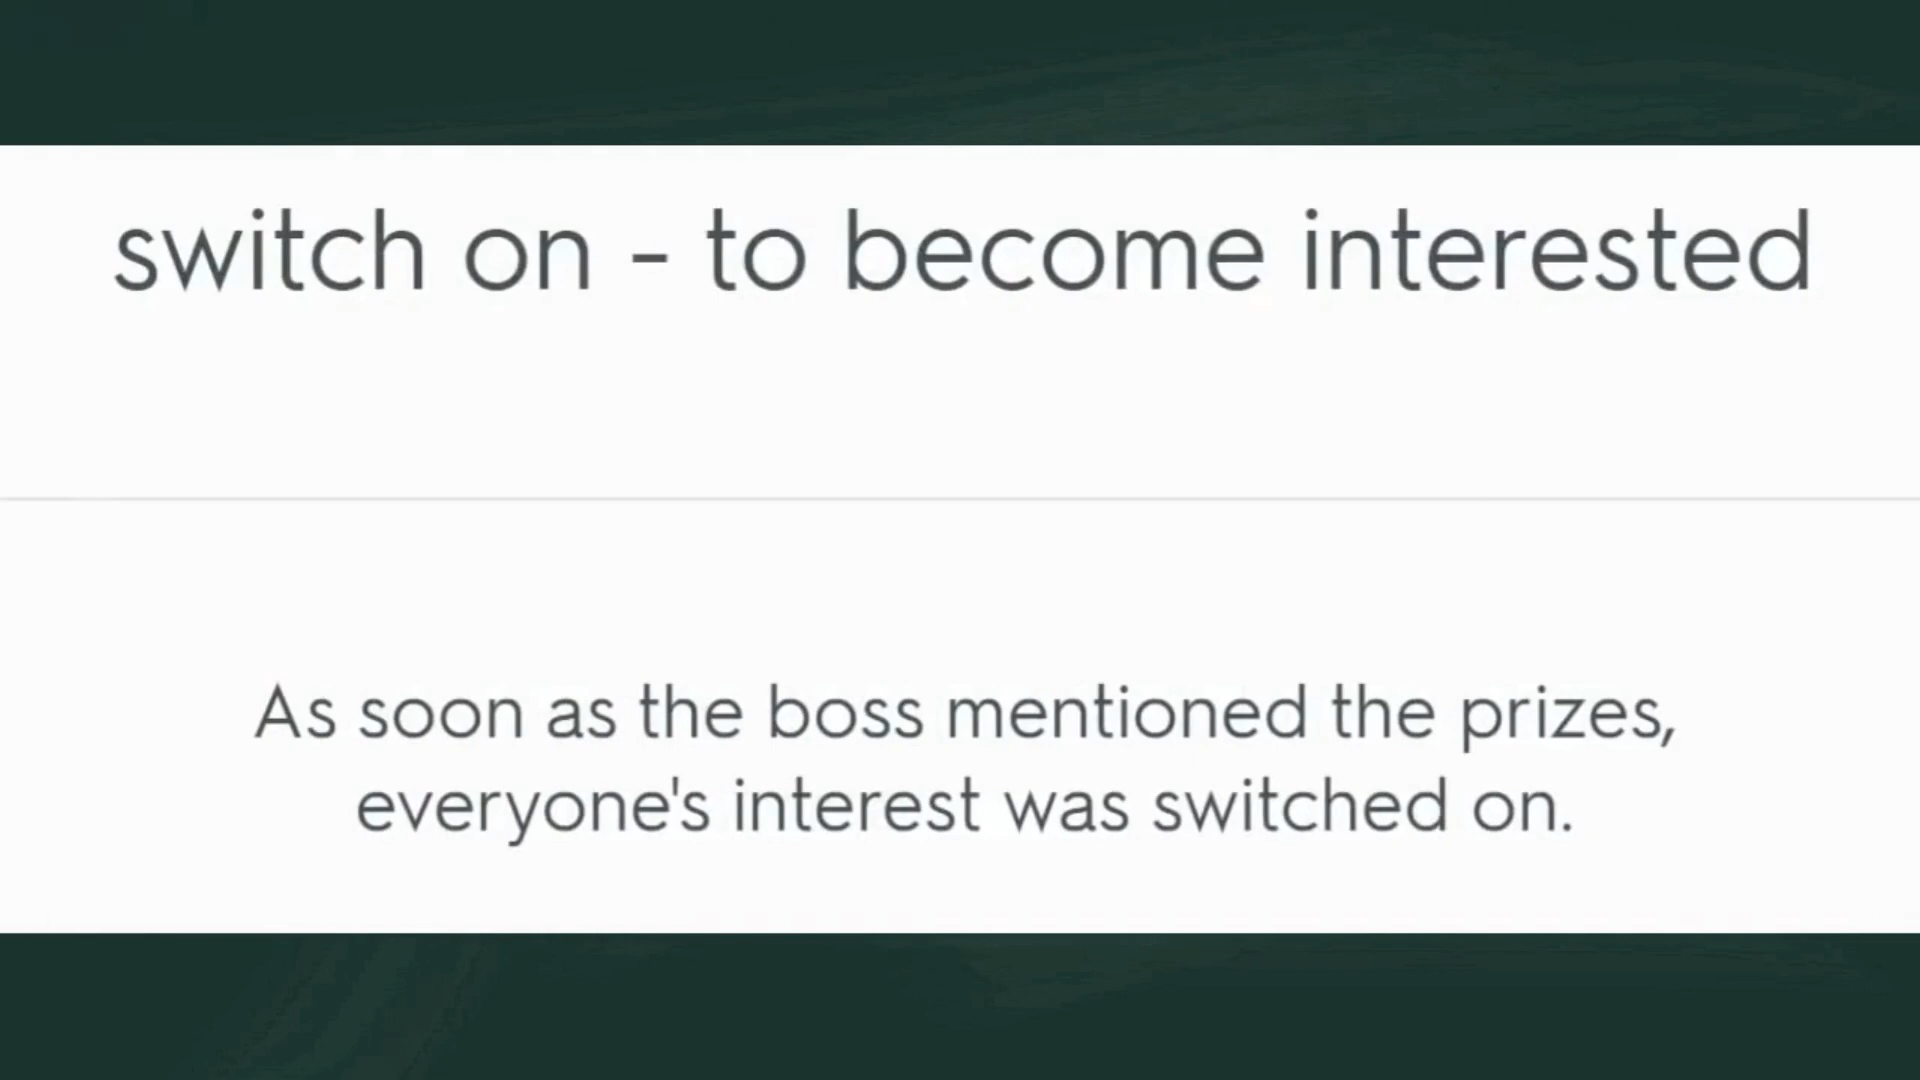 switch on - to become interested
As soon as the boss mentioned the prizes,
everyone's interest was switched on.